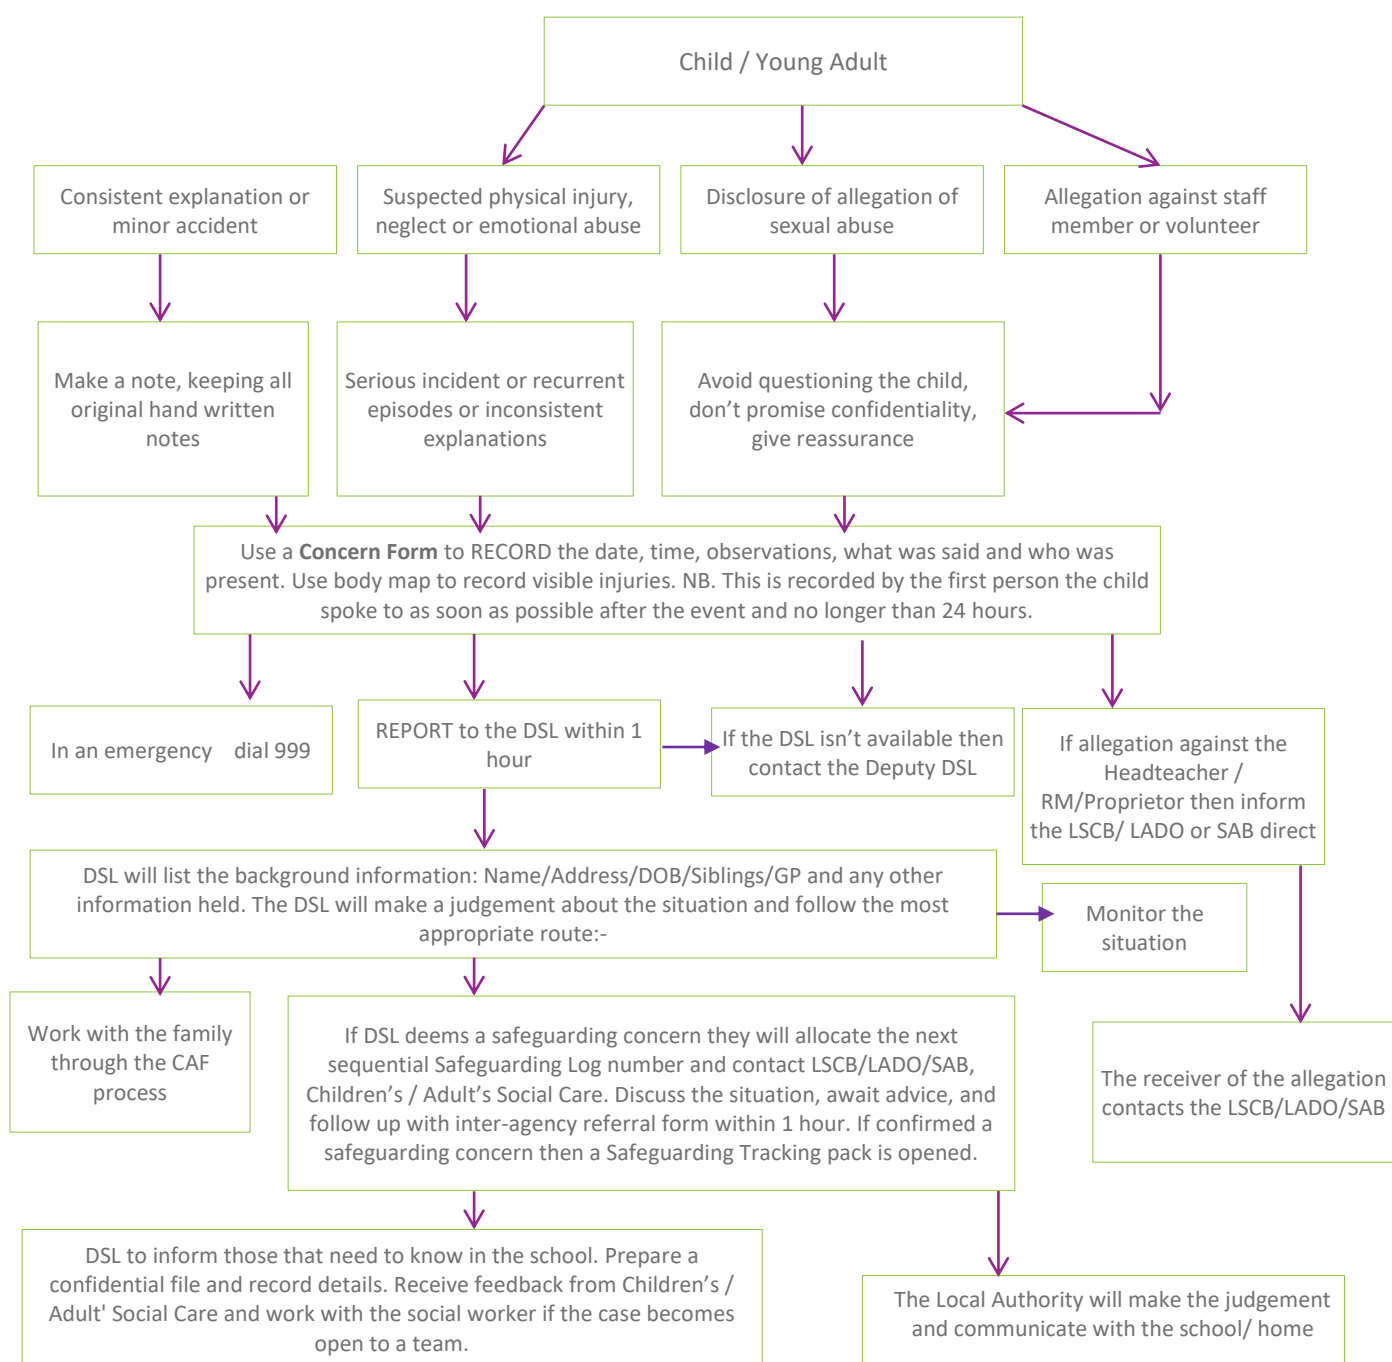 Child / Young Adult
Consistent explanation or
minor accident
Suspected physical injury,
neglect or emotional abuse
Disclosure of allegation of
sexual abuse
Allegation against staff
member or volunteer
Make a note, keeping all
original hand written
notes
Serious incident or recurrent
episodes or inconsistent
explanations
Avoid questioning the child,
don’t promise confidentiality,
give reassurance
Use a Concern Form to RECORD the date, time, observations, what was said and who was
present. Use body map to record visible injuries. NB. This is recorded by the first person the child
spoke to as soon as possible after the event and no longer than 24 hours.
In an emergency    dial 999
REPORT to the DSL within 1
hour
If the DSL isn’t available then
contact the Deputy DSL
If allegation against the
Headteacher /
RM/Proprietor then inform
the LSCB/ LADO or SAB direct
DSL will list the background information: Name/Address/DOB/Siblings/GP and any other
information held. The DSL will make a judgement about the situation and follow the most
appropriate route:-
Monitor the
situation
Work with the family
through the CAF
process
If DSL deems a safeguarding concern they will allocate the next
sequential Safeguarding Log number and contact LSCB/LADO/SAB,
Children’s / Adult’s Social Care. Discuss the situation, await advice, and
follow up with inter-agency referral form within 1 hour. If confirmed a
safeguarding concern then a Safeguarding Tracking pack is opened.
The receiver of the allegation
contacts the LSCB/LADO/SAB
DSL to inform those that need to know in the school. Prepare a
confidential file and record details. Receive feedback from Children’s /
Adult' Social Care and work with the social worker if the case becomes
open to a team.
The Local Authority will make the judgement
and communicate with the school/ home